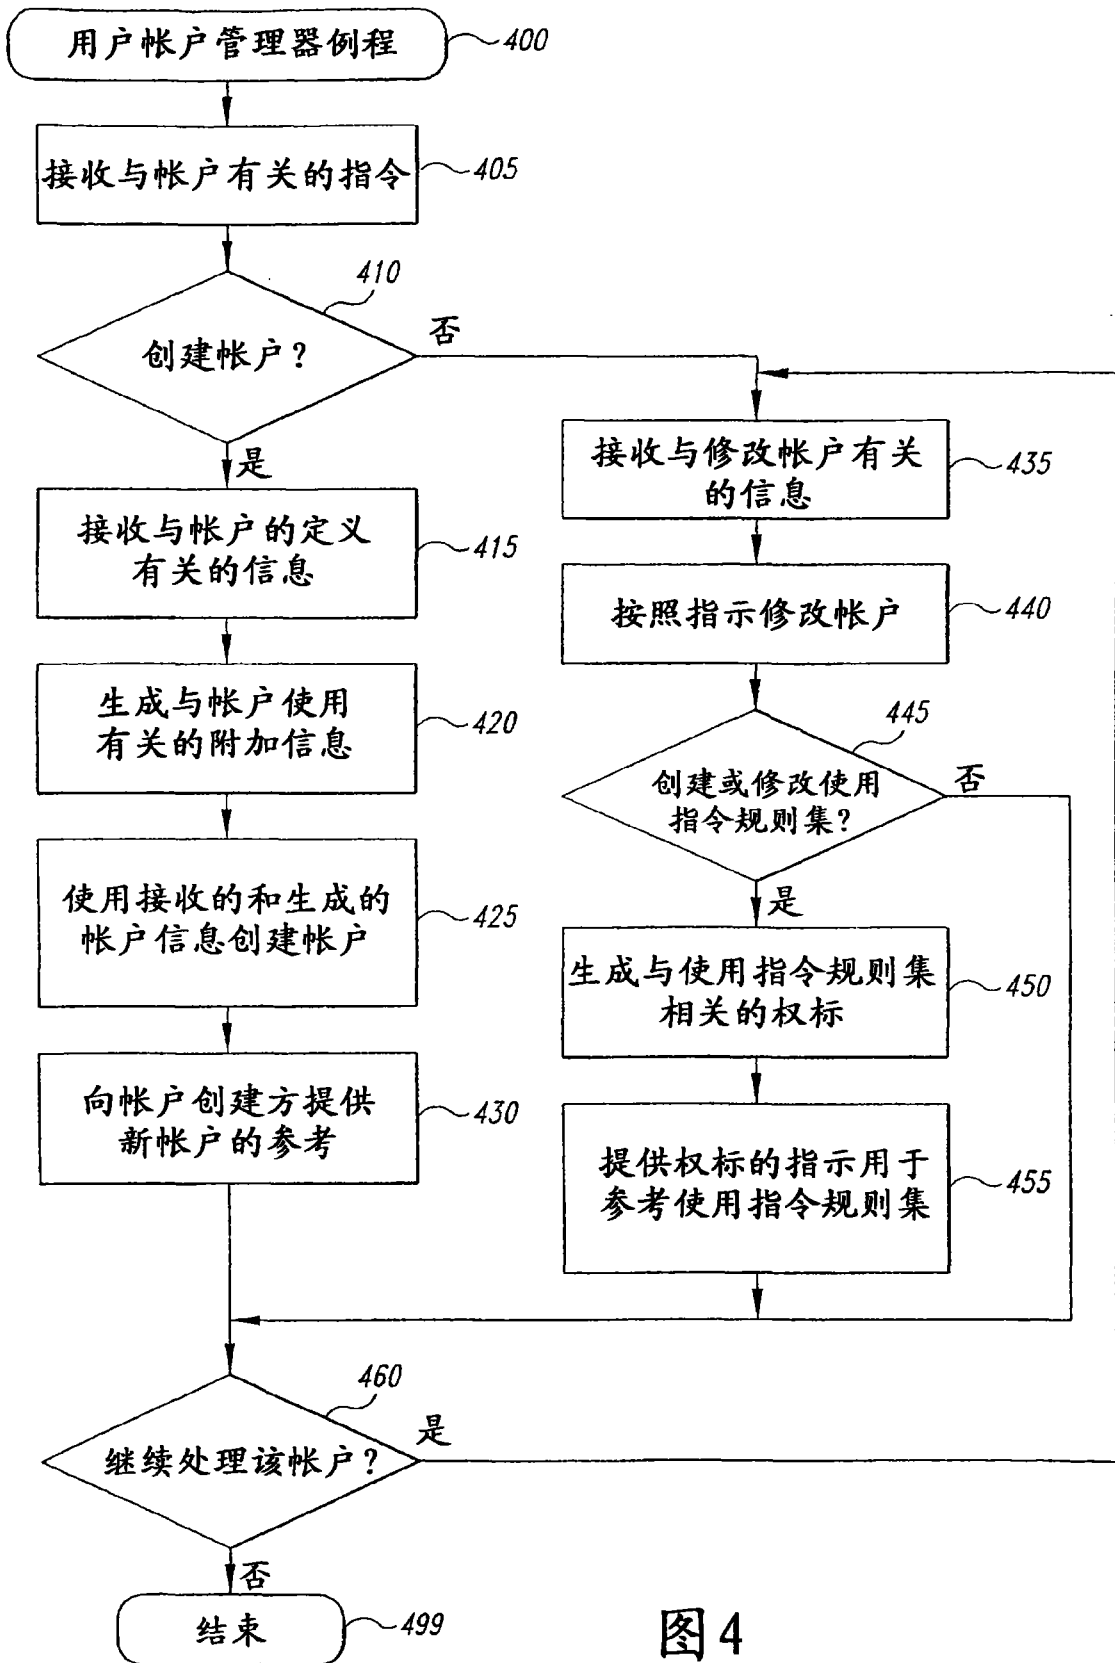 用户帐户管理器例程
400
接收与帐户有关的指令
405
410
创建帐户？
否
是
接收与帐户的定义
有关的信息
415
生成与帐户使用
有关的附加信息
420
使用接收的和生成的
帐户信息创建帐户
425
向帐户创建方提供
新帐户的参考
430
接收与修改帐户有关
的信息
435
按照指示修改帐户
440
445
创建或修改使用
指令规则集？
否
是
生成与使用指令规则集
相关的权标
450
提供权标的指示用于
参考使用指令规则集
455
460
继续处理该帐户？
是
否
结束
499
图4